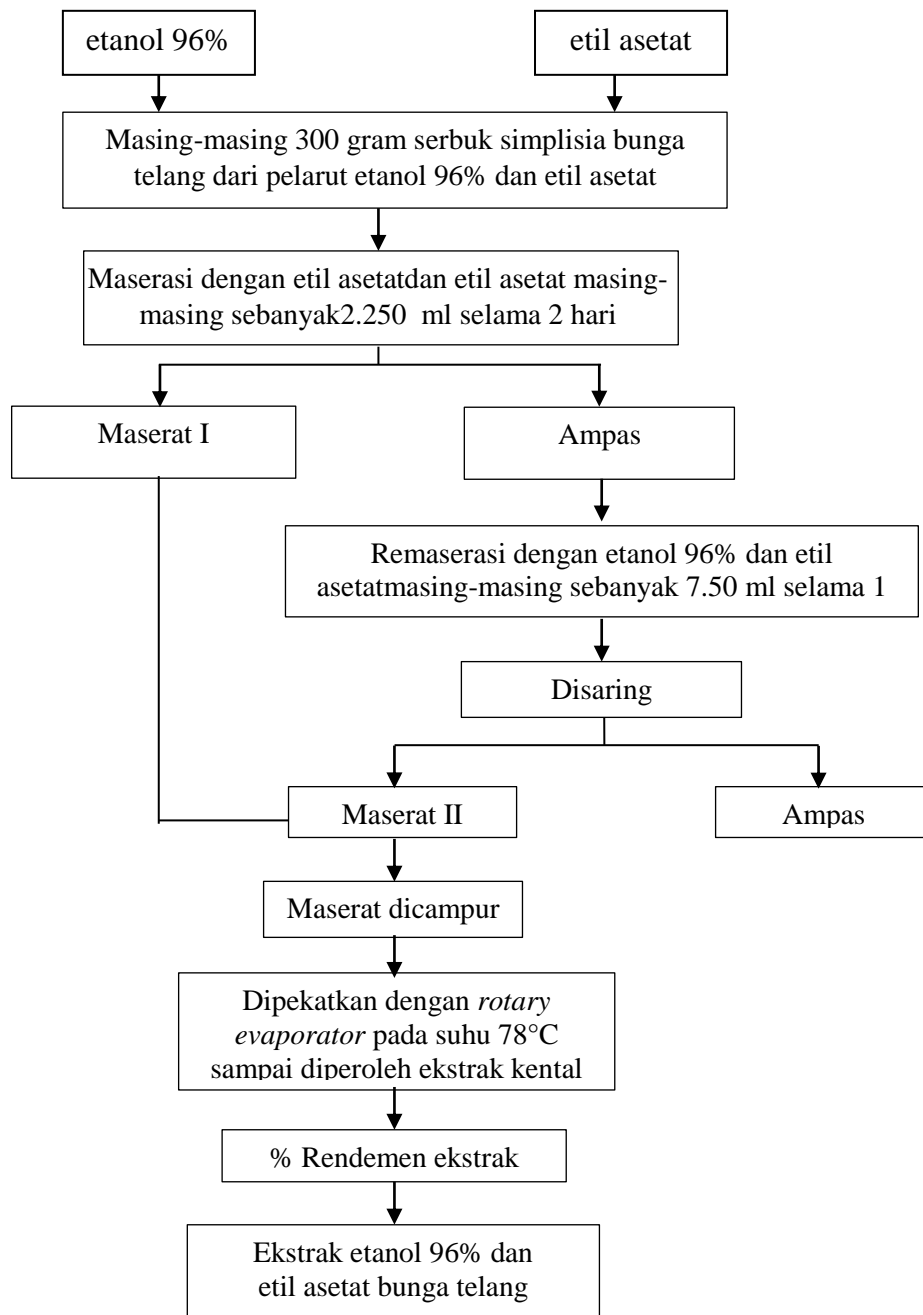 etanol 96%
etil asetat
Masing-masing 300 gram serbuk simplisia bunga
telang dari pelarut etanol 96% dan etil asetat
Maserasi dengan etil asetatdan etil asetat masing-
masing sebanyak2.250 ml selama 2 hari
Maserat I
Ampas
Remaserasi dengan etanol 96% dan etil
asetatmasing-masing sebanyak 7.50 ml selama 1
Disaring
Maserat II
Ampas
Maserat dicampur
Dipekatkan dengan rotary
evaporator pada suhu 78°C
sampai diperoleh ekstrak kental
% Rendemen ekstrak
Ekstrak etanol 96% dan
etil asetat bunga telang